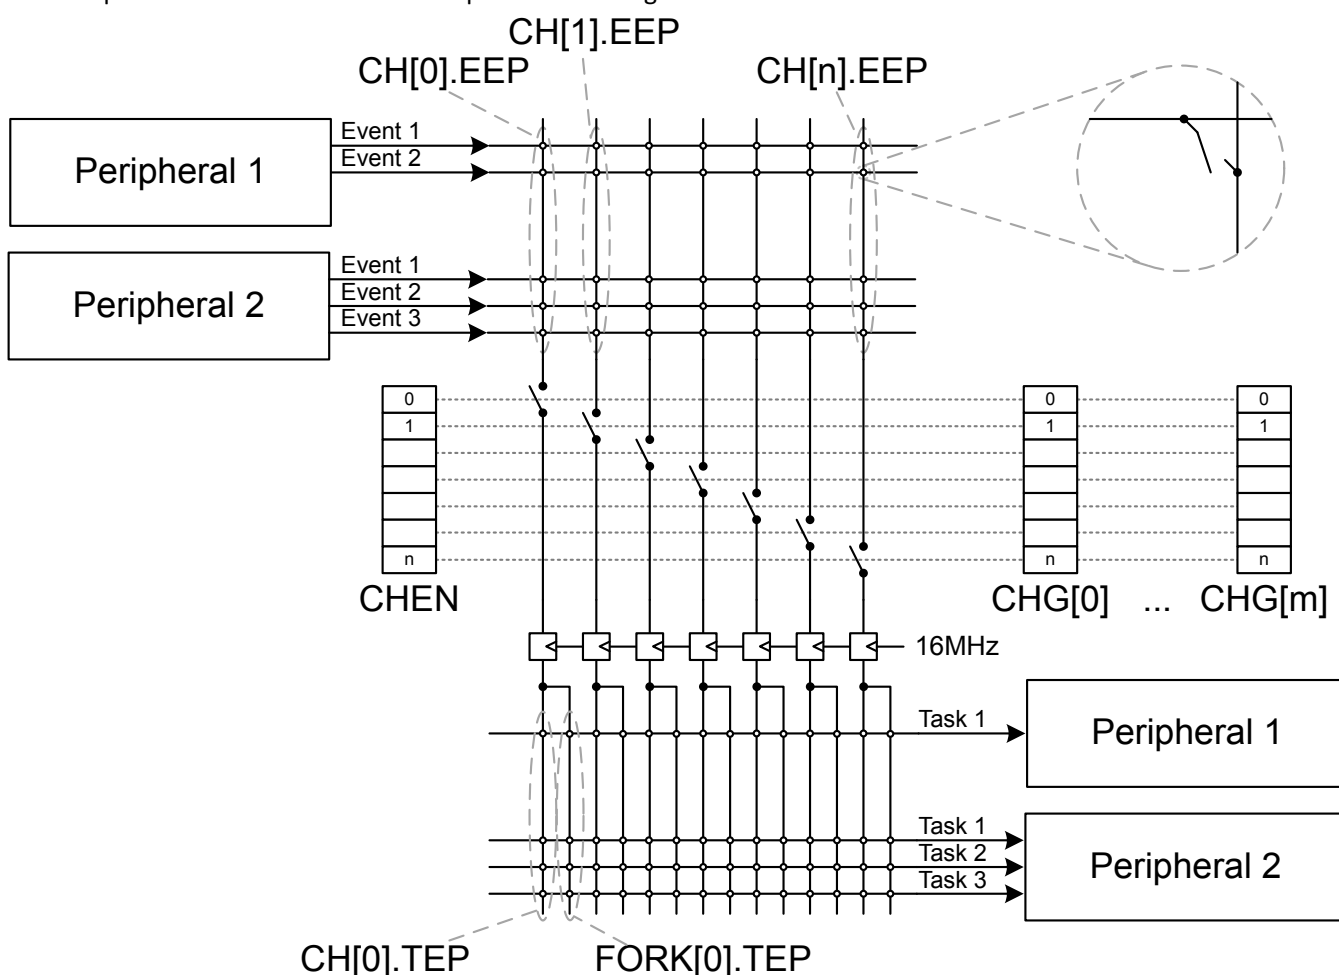 CH[1].EEP
CH[0].EEP
CH[n].EEP
Peripheral 1
Event 1
Event 2
Peripheral 2
Event 1
Event 2
Event 3
0
1
n
CHEN
0
1
n
CHG[0]
...
0
1
n
CHG[m]
16MHz
Task 1
Peripheral 1
Task 1
Task 2
Task 3
Peripheral 2
CH[0].TEP
FORK[0].TEP